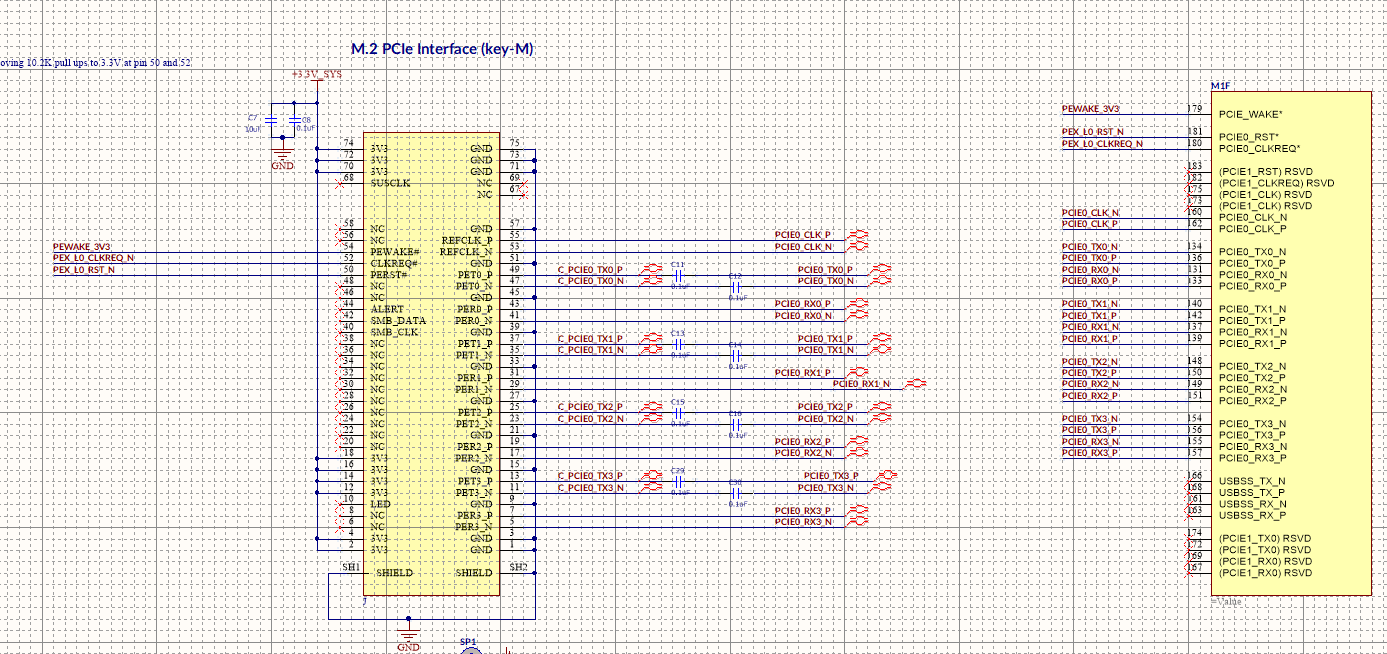 M.2 PCIe Interface (key-M)
oving 10.2K pull ups to 3.3V at pin 50 and 52
+3.3V_SYS
C7
10uF
C8
0.1uF
GND
74 3V3 GND 75
72 3V3 GND 73
70 3V3 GND 71
68 SUSCLK NC 69
NC 67
58 NC GND 57
56 NC REFCLK_P 55 PCIE0_CLK_P
PEWAKE_3V3 54 PEWAKE# REFCLK_N 53 PCIE0_CLK_N
PEX_L0_CLKREQ_N 52 CLKREQ# GND 51
PEX_L0_RST_N 50 PERST# PET0_P 49 C_PCIE0_TX0_P C11 0.1uF PCIE0_TX0_P
48 NC PET0_N 47 C_PCIE0_TX0_N C12 0.1uF PCIE0_TX0_N
46 NC GND 45
44 ALERT PER0_P 43 PCIE0_RX0_P
42 SMB_DATA PER0_N 41 PCIE0_RX0_N
40 SMB_CLK GND 39
38 NC PET1_P 37 C_PCIE0_TX1_P C13 0.1uF PCIE0_TX1_P
36 NC PET1_N 35 C_PCIE0_TX1_N C14 0.1uF PCIE0_TX1_N
34 NC GND 33
32 NC PER1_P 31 PCIE0_RX1_P
30 NC PER1_N 29 PCIE0_RX1_N
28 NC GND 27
26 NC PET2_P 25 C_PCIE0_TX2_P C15 0.1uF PCIE0_TX2_P
24 NC PET2_N 23 C_PCIE0_TX2_N C16 0.1uF PCIE0_TX2_N
22 NC GND 21
20 NC PER2_P 19 PCIE0_RX2_P
18 3V3 PER2_N 17 PCIE0_RX2_N
16 3V3 GND 15
14 3V3 PET3_P 13 C_PCIE0_TX3_P C29 0.1uF PCIE0_TX3_P
12 3V3 PET3_N 11 C_PCIE0_TX3_N C30 0.1uF PCIE0_TX3_N
10 LED GND 9
8 NC PER3_P 7 PCIE0_RX3_P
6 NC PER3_N 5 PCIE0_RX3_N
4 3V3 GND 3
2 3V3 GND 1
SH1 SHIELD SHIELD SH2
J
GND
SP1
M1F
PEWAKE_3V3 179 PCIE_WAKE*
PEX_L0_RST_N 181 PCIE0_RST*
PEX_L0_CLKREQ_N 180 PCIE0_CLKREQ*
183 (PCIE1_RST) RSVD
182 (PCIE1_CLKREQ) RSVD
175 (PCIE1_CLK) RSVD
173 (PCIE1_CLK) RSVD
PCIE0_CLK_N 160 PCIE0_CLK_N
PCIE0_CLK_P 162 PCIE0_CLK_P
PCIE0_TX0_N 134 PCIE0_TX0_N
PCIE0_TX0_P 136 PCIE0_TX0_P
PCIE0_RX0_N 131 PCIE0_RX0_N
PCIE0_RX0_P 133 PCIE0_RX0_P
PCIE0_TX1_N 140 PCIE0_TX1_N
PCIE0_TX1_P 142 PCIE0_TX1_P
PCIE0_RX1_N 137 PCIE0_RX1_N
PCIE0_RX1_P 139 PCIE0_RX1_P
PCIE0_TX2_N 148 PCIE0_TX2_N
PCIE0_TX2_P 150 PCIE0_TX2_P
PCIE0_RX2_N 149 PCIE0_RX2_N
PCIE0_RX2_P 151 PCIE0_RX2_P
PCIE0_TX3_N 154 PCIE0_TX3_N
PCIE0_TX3_P 156 PCIE0_TX3_P
PCIE0_RX3_N 155 PCIE0_RX3_N
PCIE0_RX3_P 157 PCIE0_RX3_P
166 USBSS_TX_N
168 USBSS_TX_P
161 USBSS_RX_N
163 USBSS_RX_P
174 (PCIE1_TX0) RSVD
172 (PCIE1_TX0) RSVD
169 (PCIE1_RX0) RSVD
167 (PCIE1_RX0) RSVD
=Value